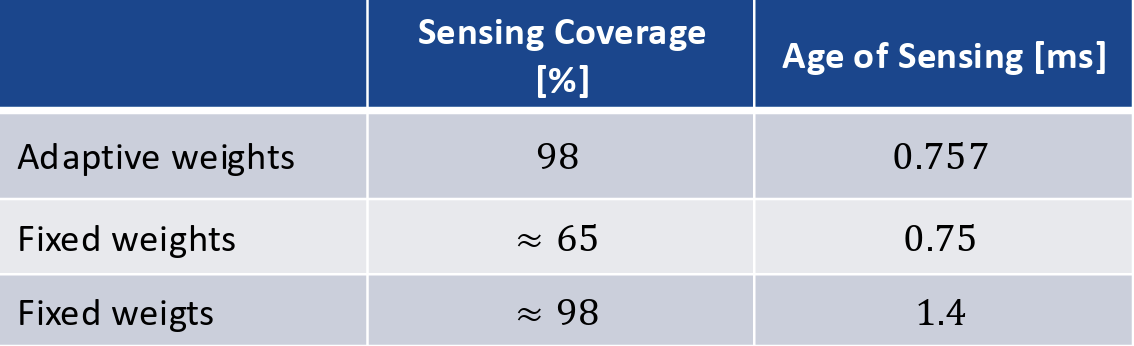 Sensing Coverage
[%]
Age of Sensing [ms]
Adaptive weights 98 0.757
Fixed weights ≈ 65 0.75
Fixed weigts ≈ 98 1.4